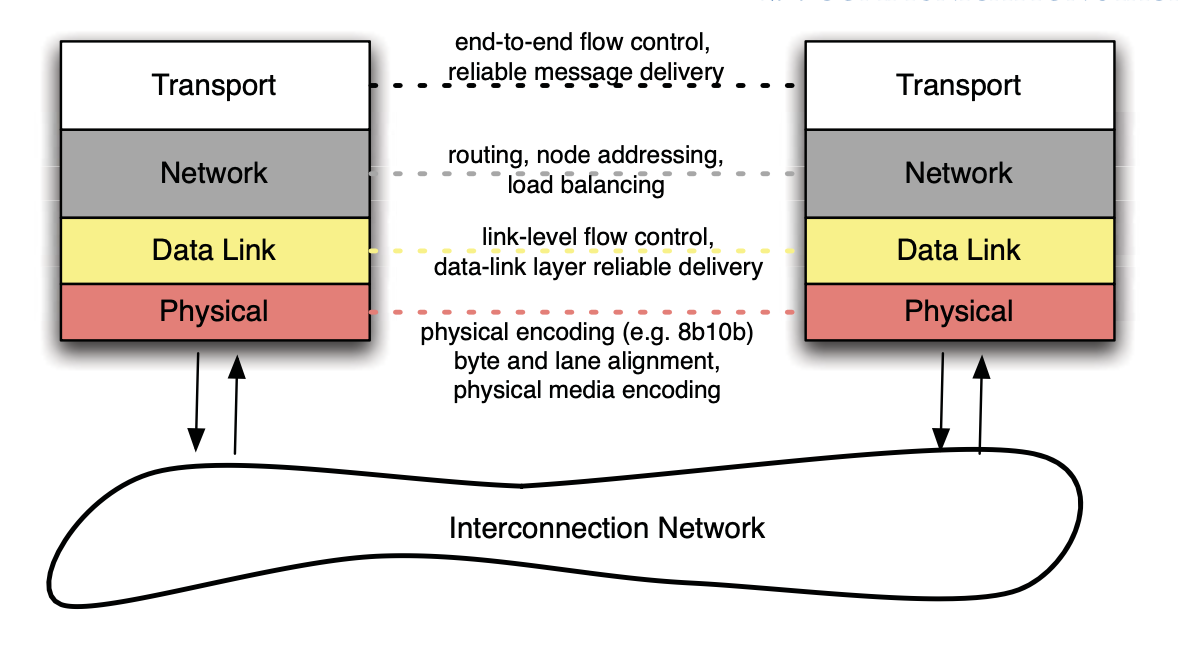 end-to-end flow control,
reliable message delivery
Transport
Transport
routing, node addressing,
load balancing
Network
Network
link-level flow control,
data-link layer reliable delivery
Data Link
Data Link
Physical
Physical
physical encoding (e.g. 8b10b)
byte and lane alignment,
physical media encoding
Interconnection Network